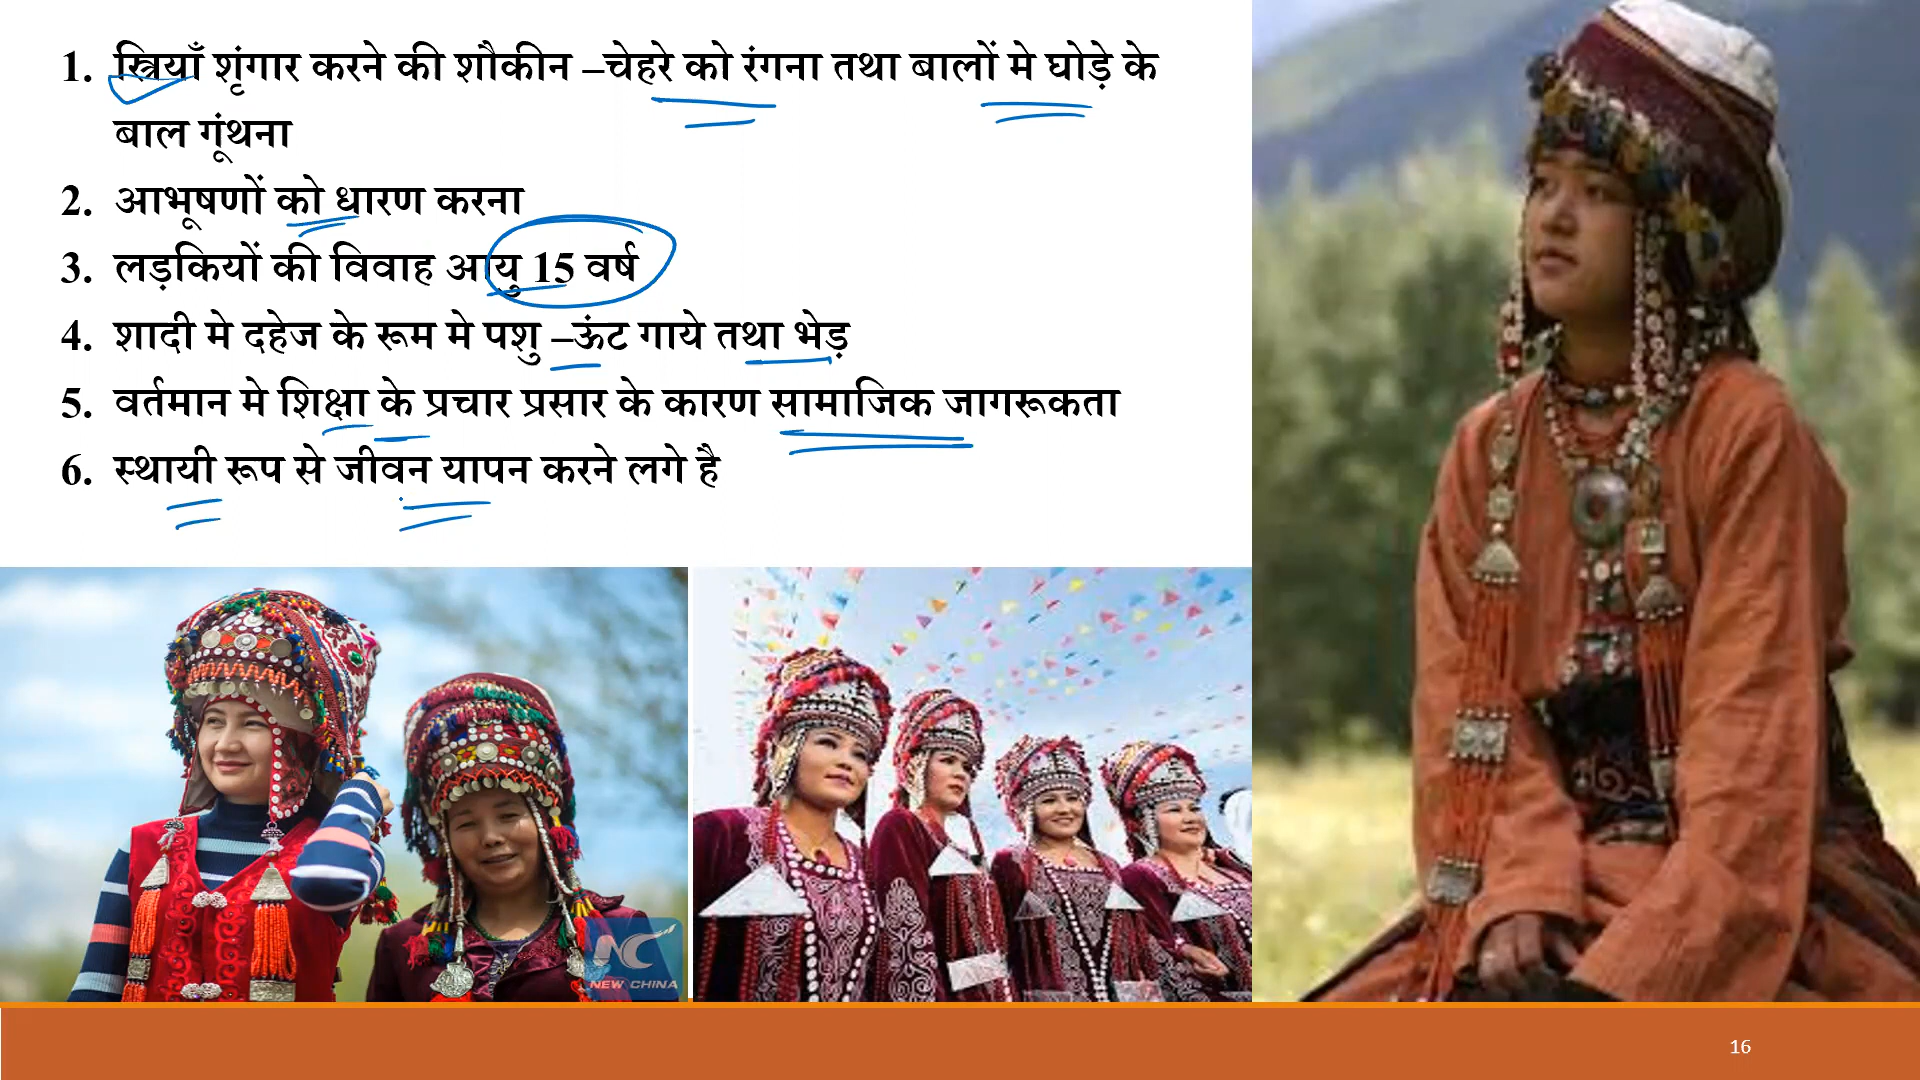 1. स्त्रियाँ शृंगार करने की शौकीन –चेहरे को रंगना तथा बालों मे घोड़े के
बाल गूंथना
2. आभूषणों को धारण करना
3. लड़कियों की विवाह आयु 15 वर्ष
4. शादी मे दहेज के रूम मे पशु –ऊंट गाये तथा भेड़
5. वर्तमान मे शिक्षा के प्रचार प्रसार के कारण सामाजिक जागरूकता
6. स्थायी रूप से जीवन यापन करने लगे है
NC
NEW CHINA
16